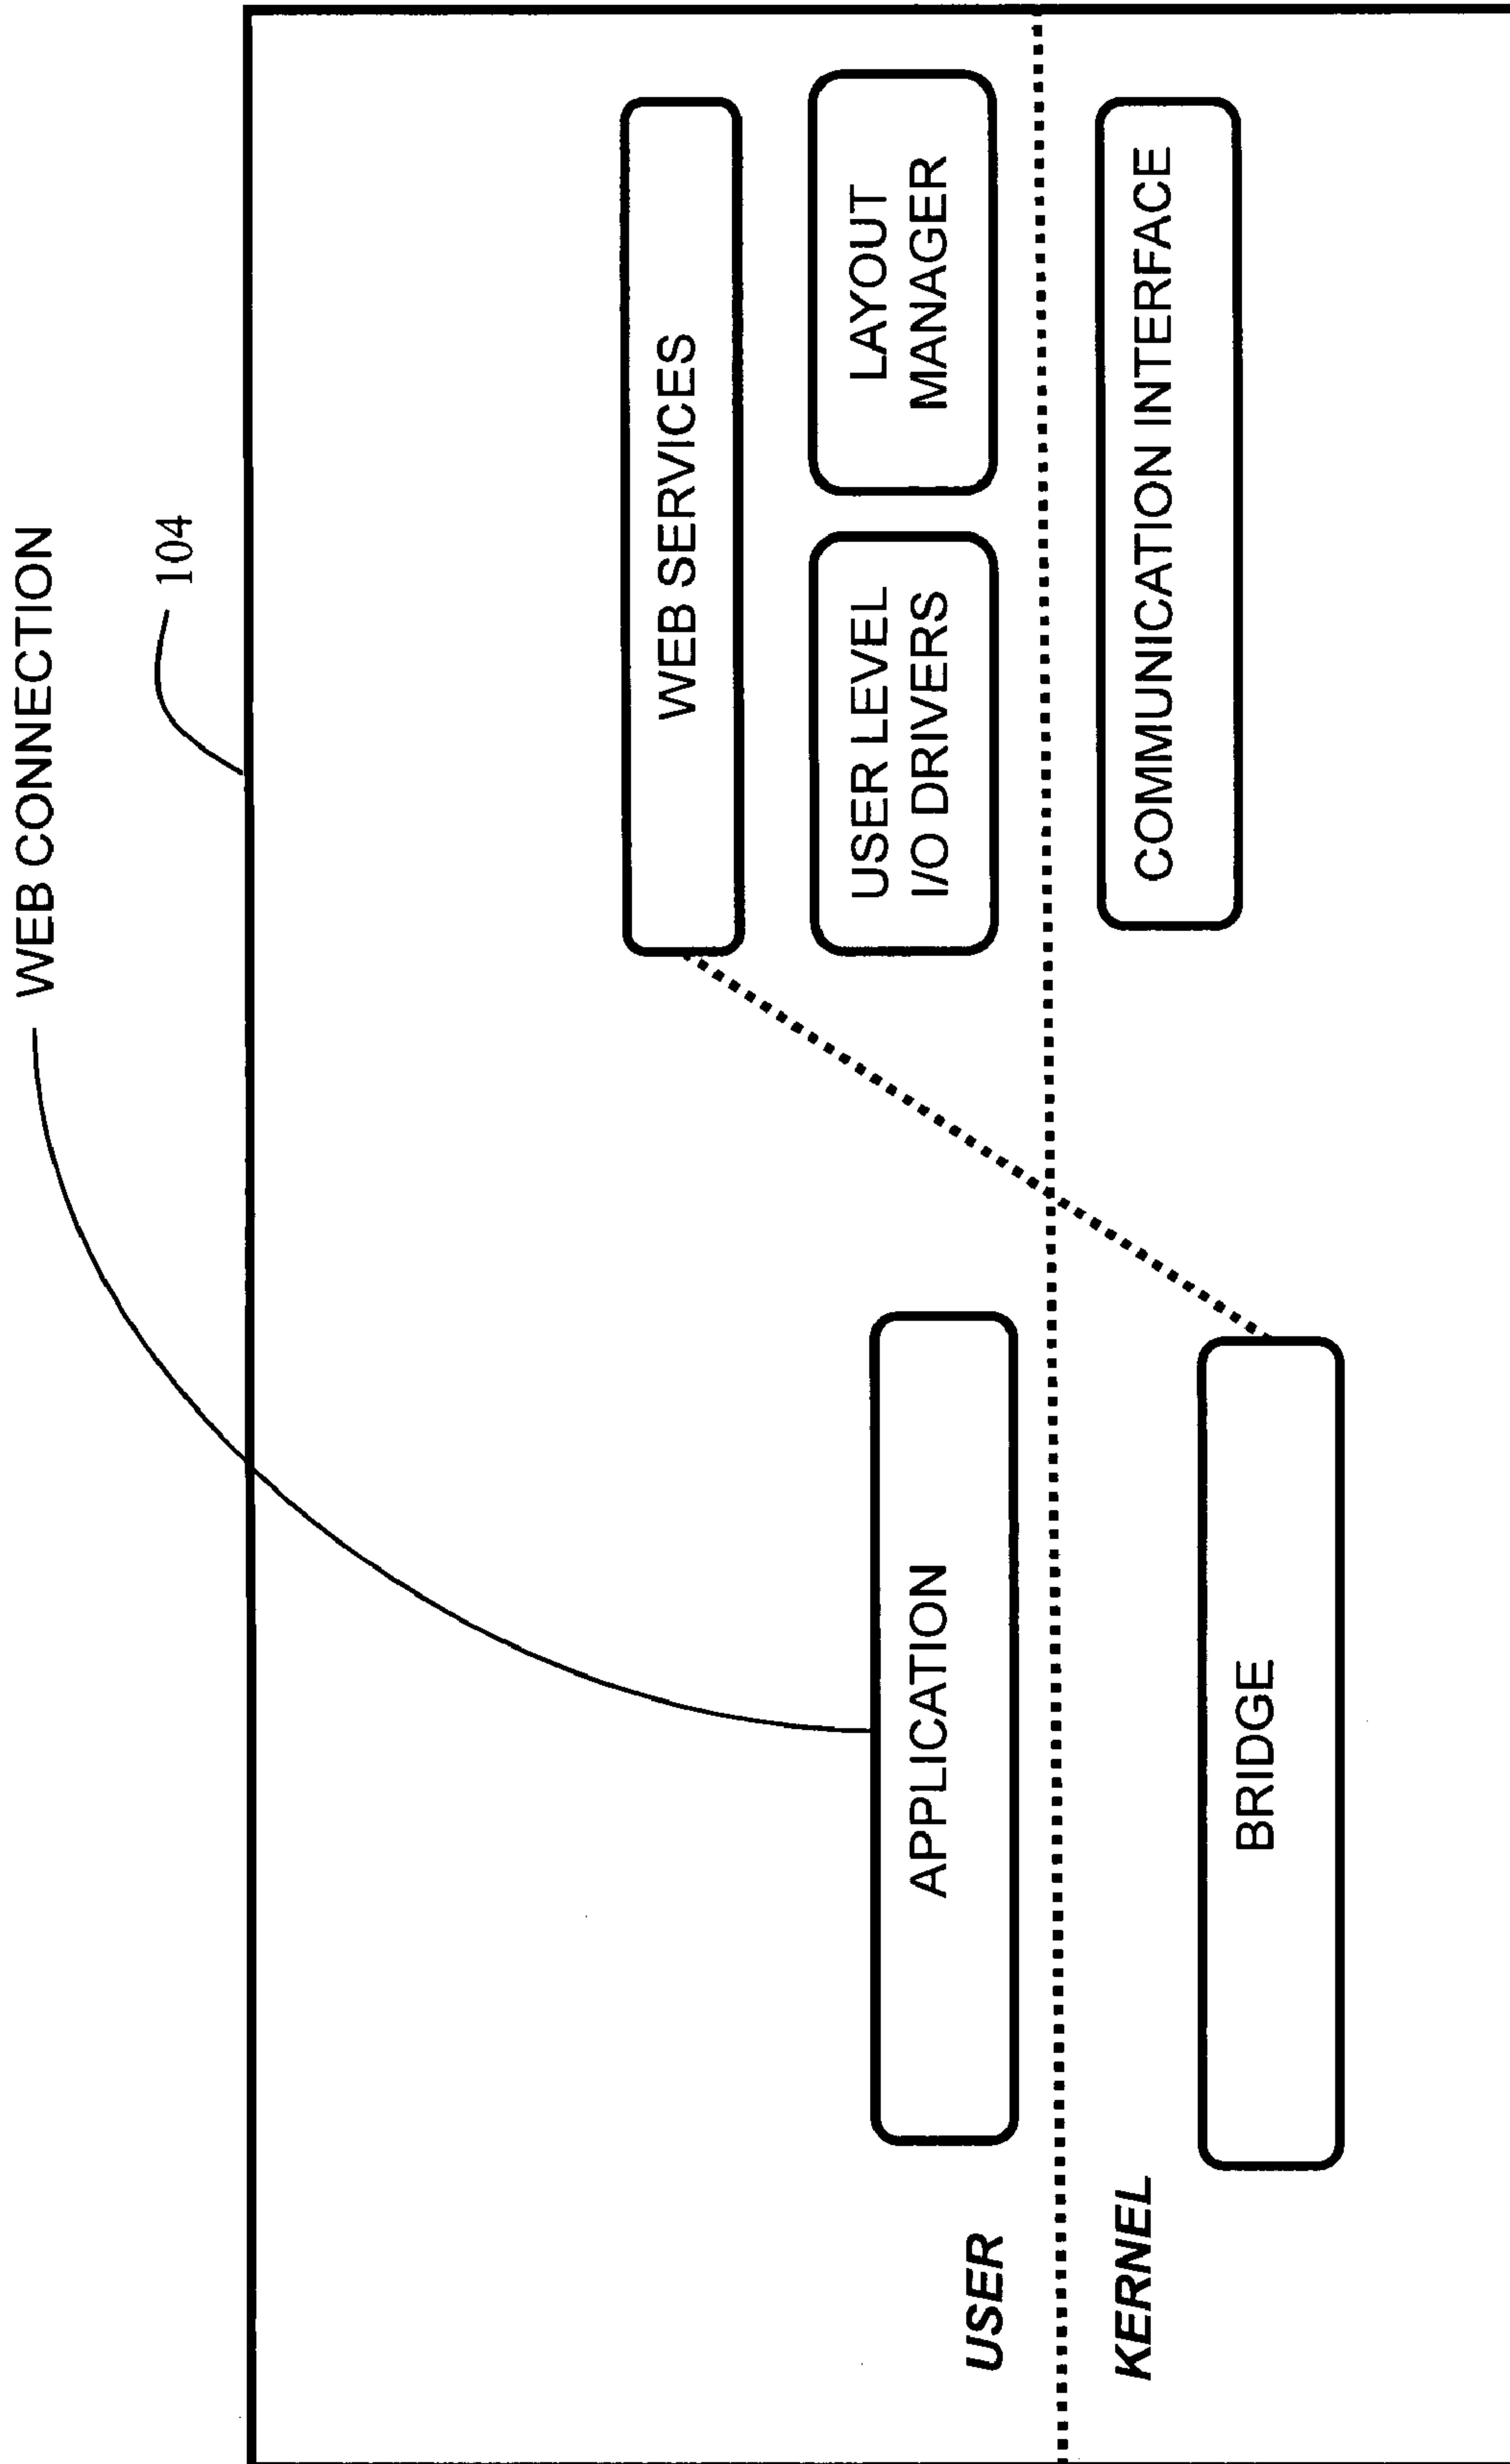 WEB CONNECTION
104
WEB SERVICES
USER LEVEL
I/O DRIVERS
LAYOUT
MANAGER
APPLICATION
USER
KERNEL
COMMUNICATION INTERFACE
BRIDGE